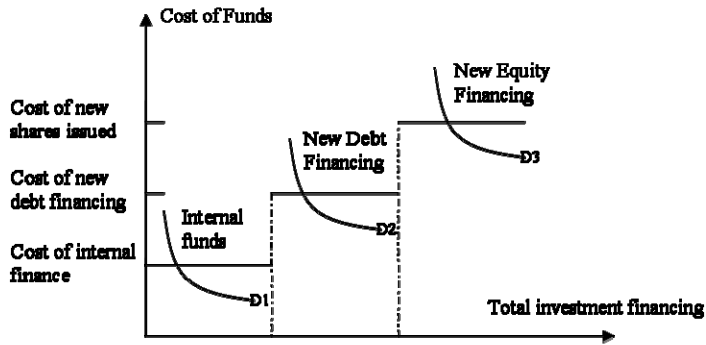 Cost of Funds
New Equity
Financing
Cost of new
shares issued
New Debt
Financing
D3
Cost of new
debt financing
Internal
funds
D2
Cost of internal
finance
D1
Total investment financing